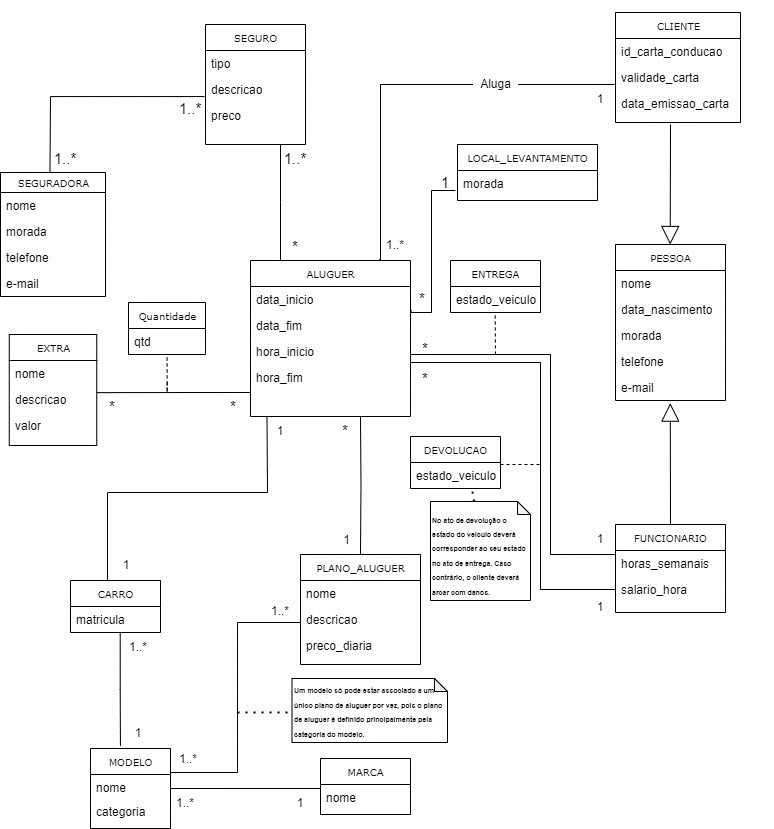 CLIENTE
id_carta_conducao
validade_carta
data_emissao_carta
SEGURO
tipo
descricao
preco
Aluga
1
1..*
1..*
1..*
LOCAL_LEVANTAMENTO
morada
1
SEGURADORA
nome
morada
telefone
e-mail
*
1..*
PESSOA
nome
data_nascimento
morada
telefone
e-mail
ALUGUER
data_inicio
data_fim
hora_inicio
hora_fim
ENTREGA
estado_veiculo
*
Quantidade
qtd
EXTRA
nome
descricao
valor
*
*
*
*
1
*
DEVOLUCAO
estado_veiculo
No ato de devolução o
estado do veiculo deverá
corresponder ao seu estado
no ato de entrega. Caso
contrário, o cliente deverá
arcar com danos.
FUNCIONARIO
horas_semanais
salario_hora
1
1
1
1
CARRO
matricula
PLANO_ALUGUER
nome
descricao
preco_diaria
1..*
1..*
Um modelo só pode estar associado a um
único plano de aluguer por vez, pois o plano
de aluguer é definido principalmente pela
categoria do modelo.
1
MODELO
nome
categoria
1..*
1..*
1
MARCA
nome